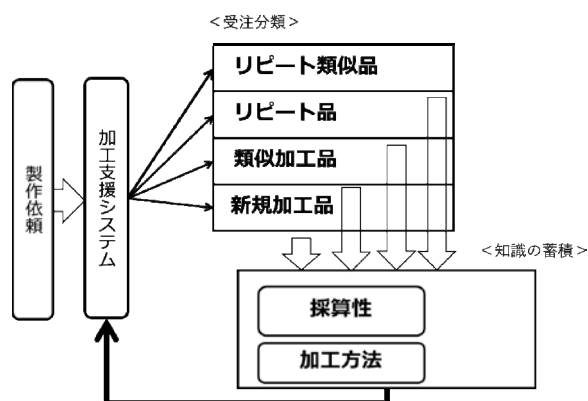 ＜受注分類＞
リピート類似品
リピート品
類似加工品
新規加工品
製作依頼
加工支援システム
＜知識の蓄積＞
採算性
加工方法